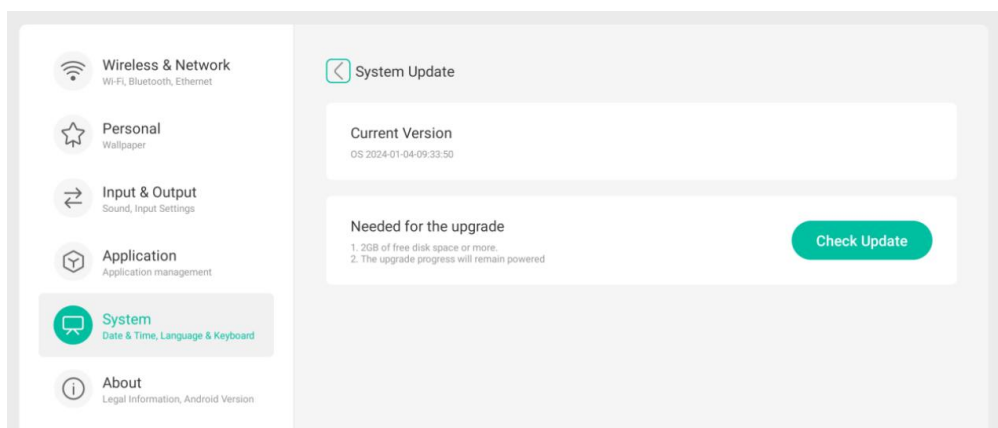 Wireless & Network
Wi-Fi, Bluetooth, Ethernet
Personal
Wallpaper
Input & Output
Sound, Input Settings
Application
Application management
System
Date & Time, Language & Keyboard
About
Legal Information, Android Version
System Update
Current Version
OS 2024-01-04-09:33:50
Needed for the upgrade
1. 2GB of free disk space or more.
2. The upgrade progress will remain powered
Check Update